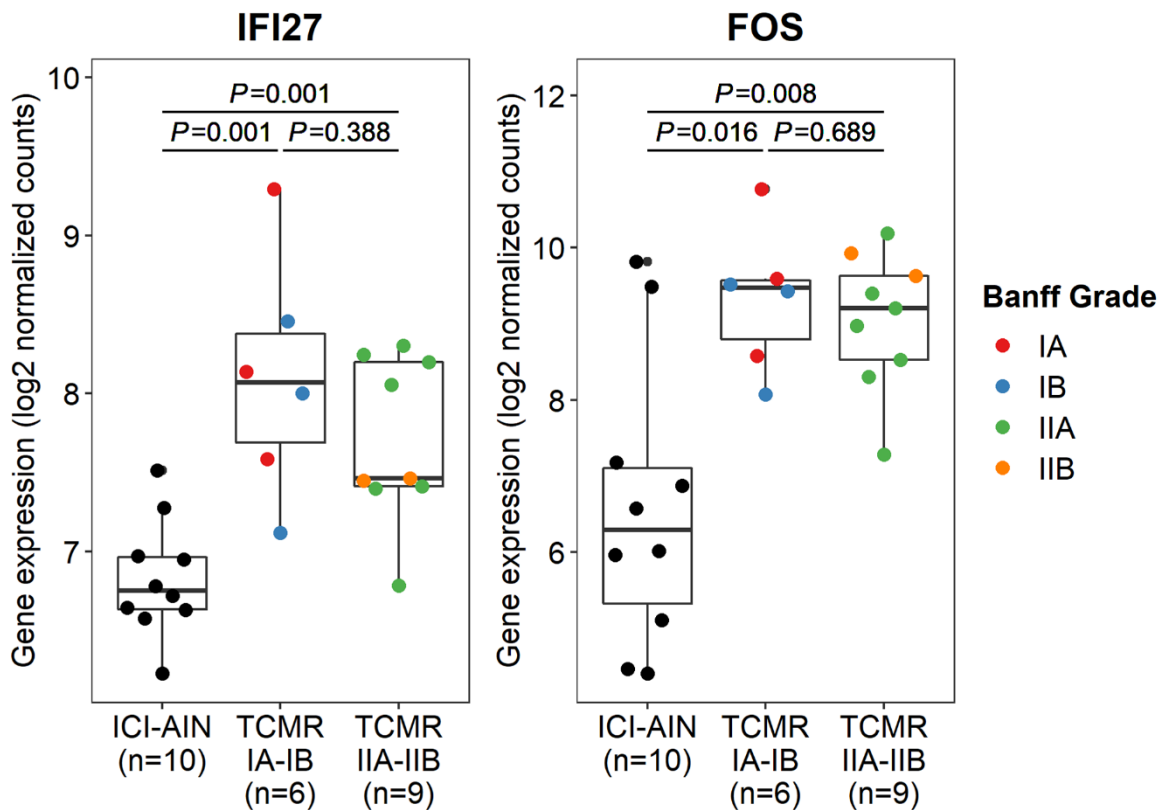 IFI27
Gene expression (log2 normalized counts)
10
9
8
7
P=0.001
P=0.001
P=0.388
ICI-AIN
(n=10)
TCMR
IA-IB
(n=6)
TCMR
IIA-IIB
(n=9)
FOS
Gene expression (log2 normalized counts)
12
10
8
6
P=0.008
P=0.016
P=0.689
ICI-AIN
(n=10)
TCMR
IA-IB
(n=6)
TCMR
IIA-IIB
(n=9)
Banff Grade
IA
IB
IIA
IIB